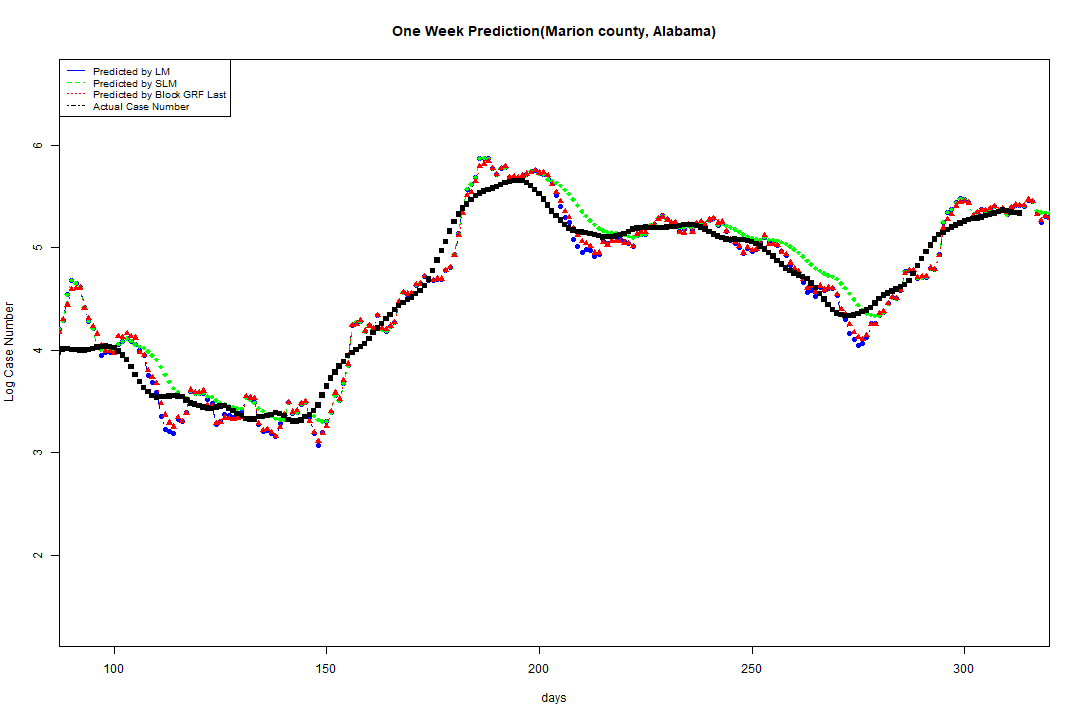 One Week Prediction(Marion county, Alabama)
Predicted by LM
Predicted by SLM
Predicted by Block GRF Last
Actual Case Number
6
5
4
3
2
Log Case Number
100 150 200 250 300
days